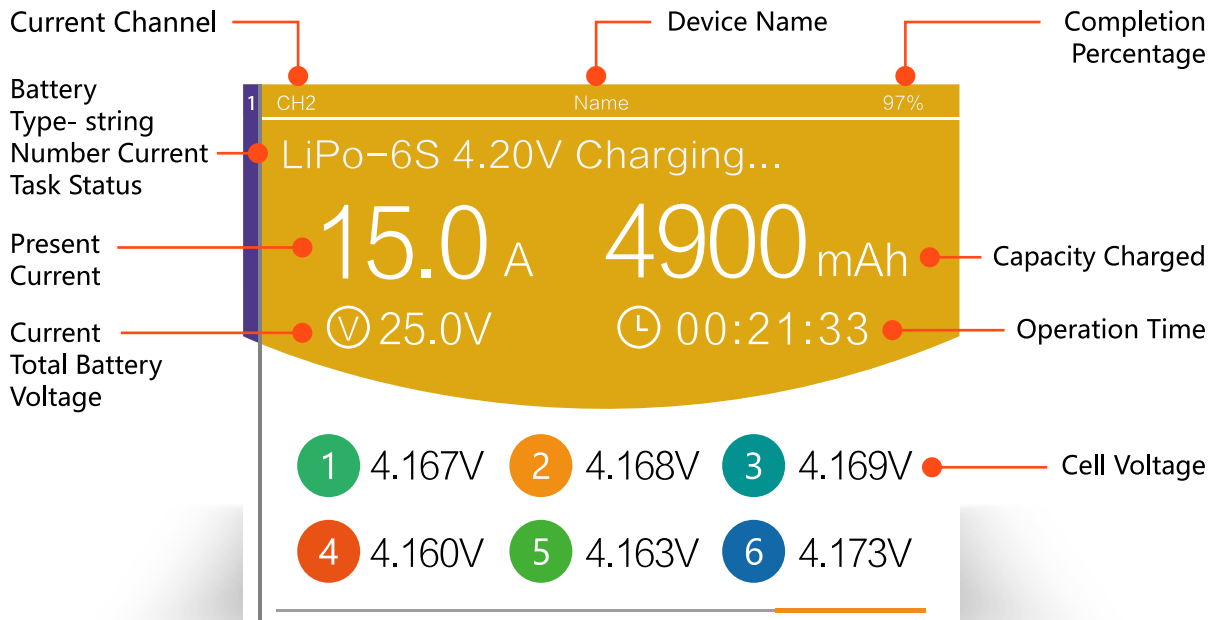 Current Channel
Device Name
Completion
Percentage
Battery
Type- string
Number Current
Task Status
1
CH2
Name
97%
LiPo-6S 4.20V Charging...
Present
Current
15.0 A
4900 mAh
Capacity Charged
Current
Total Battery
Voltage
V 25.0V
00:21:33
Operation Time
1 4.167V 2 4.168V 3 4.169V
Cell Voltage
4 4.160V 5 4.163V 6 4.173V